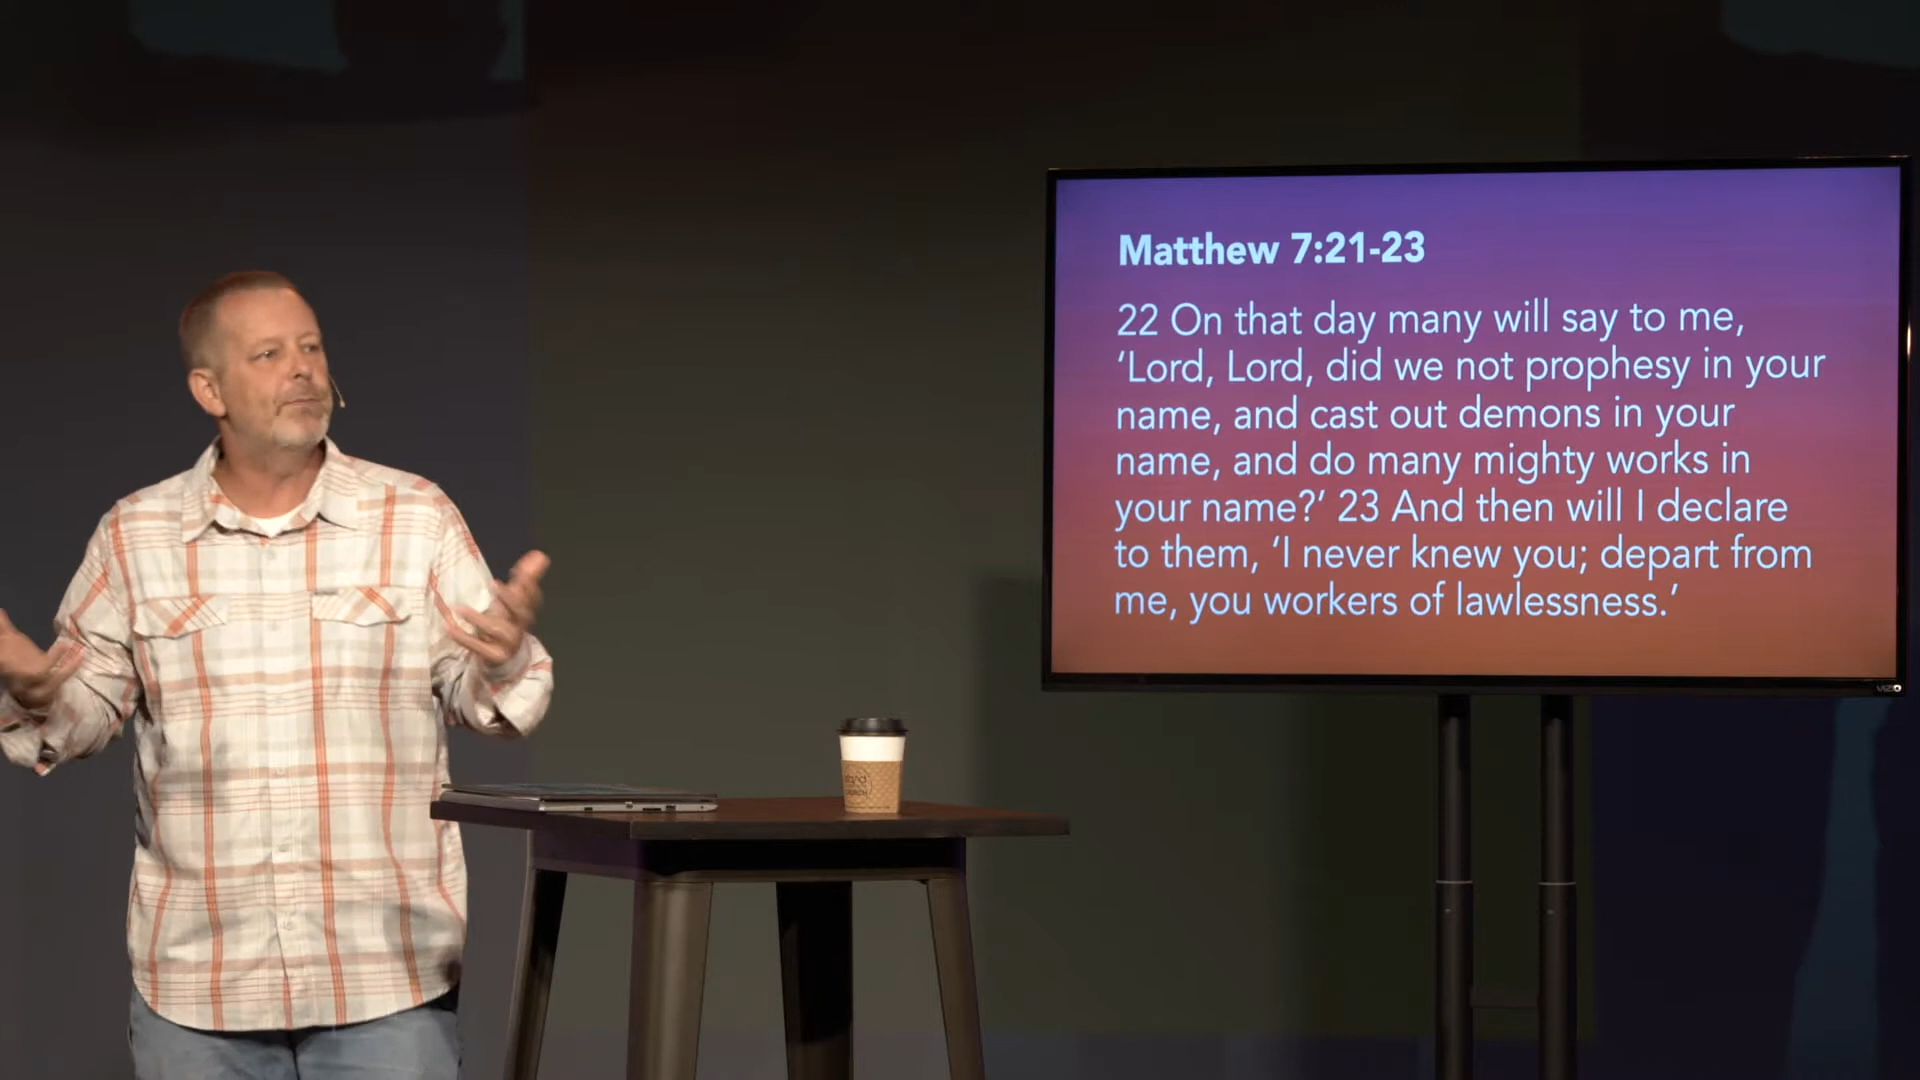 Matthew 7:21-23
22 On that day many will say to me,
‘Lord, Lord, did we not prophesy in your
name, and cast out demons in your
name, and do many mighty works in
your name?’ 23 And then will I declare
to them, ‘I never knew you; depart from
me, you workers of lawlessness.’
VIZIO